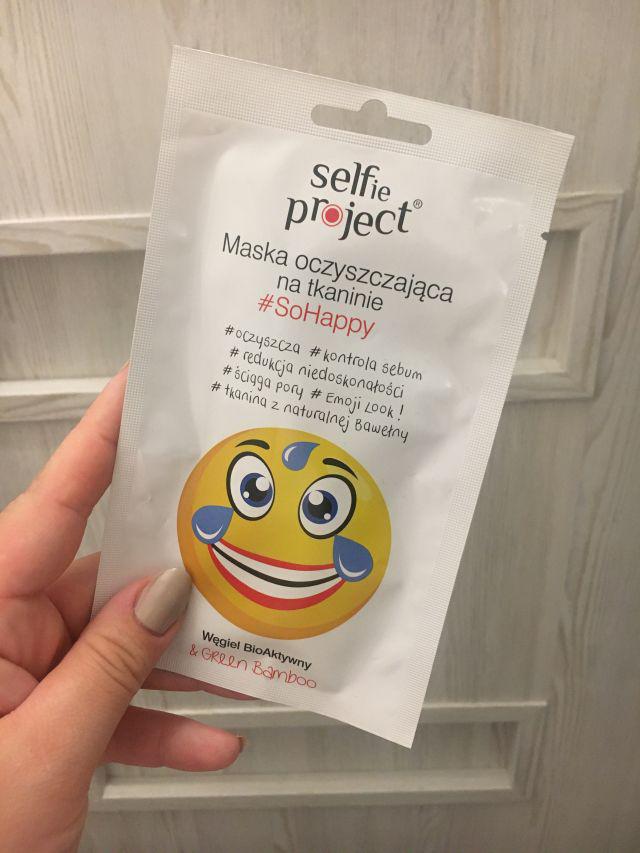 selfie
project®
Maska oczyszczająca
na tkaninie
#SoHappy
#oczyszcza #kontrola sebum
#redukcja niedoskonałości
#ściąga pory #Emoji Look!
#tkanina z naturalnej Bawełny
Węgiel BioAktywny
& Green Bamboo